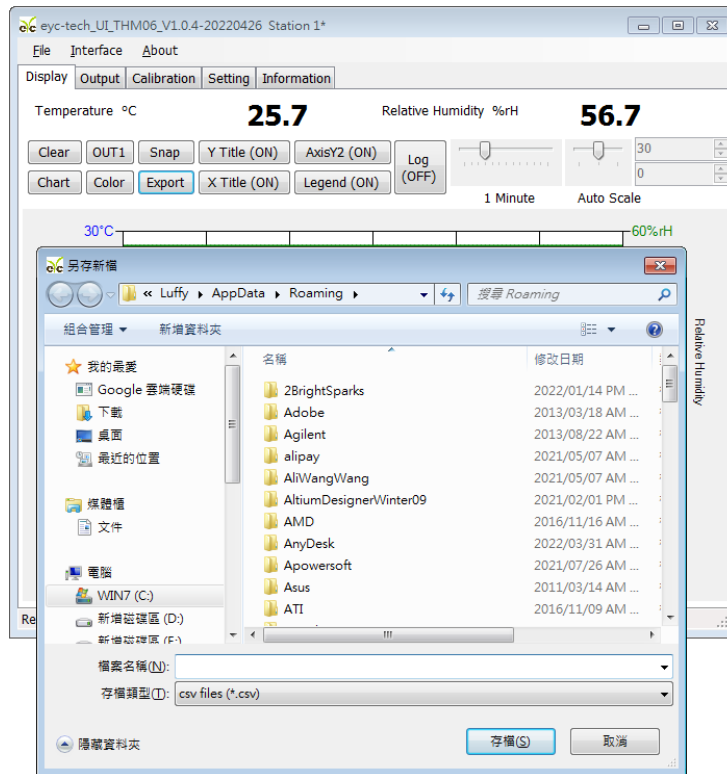 eyc-tech_UI_THM06_V1.0.4-20220426 Station 1*
File Interface About
Display Output Calibration Setting Information
Temperature ºC 25.7 Relative Humidity %rH 56.7
Clear OUT1 Snap Y Title (ON) AxisY2 (ON) Log (OFF) 30
Chart Color Export X Title (ON) Legend (ON) 0
1 Minute Auto Scale
30°C 60%rH
Relative Humidity
另存新檔
« Luffy ▸ AppData ▸ Roaming ▸ 搜尋 Roaming
組合管理 ▼ 新增資料夾
我的最愛
Google 雲端硬碟
下載
桌面
最近的位置
媒體櫃
文件
電腦
WIN7 (C:)
新增磁碟區 (D:)
新增磁碟區 (E:)
名稱 修改日期
2BrightSparks 2022/01/14 PM ...
Adobe 2013/03/18 AM ...
Agilent 2013/08/22 AM ...
alipay 2021/05/07 AM ...
AliWangWang 2021/05/07 AM ...
AltiumDesignerWinter09 2021/02/01 PM ...
AMD 2016/11/16 AM ...
AnyDesk 2022/03/31 AM ...
Apowersoft 2021/07/26 AM ...
Asus 2011/03/14 AM ...
ATI 2016/11/09 AM ...
Re
檔案名稱(N):
存檔類型(T): csv files (*.csv)
隱藏資料夾 存檔(S) 取消